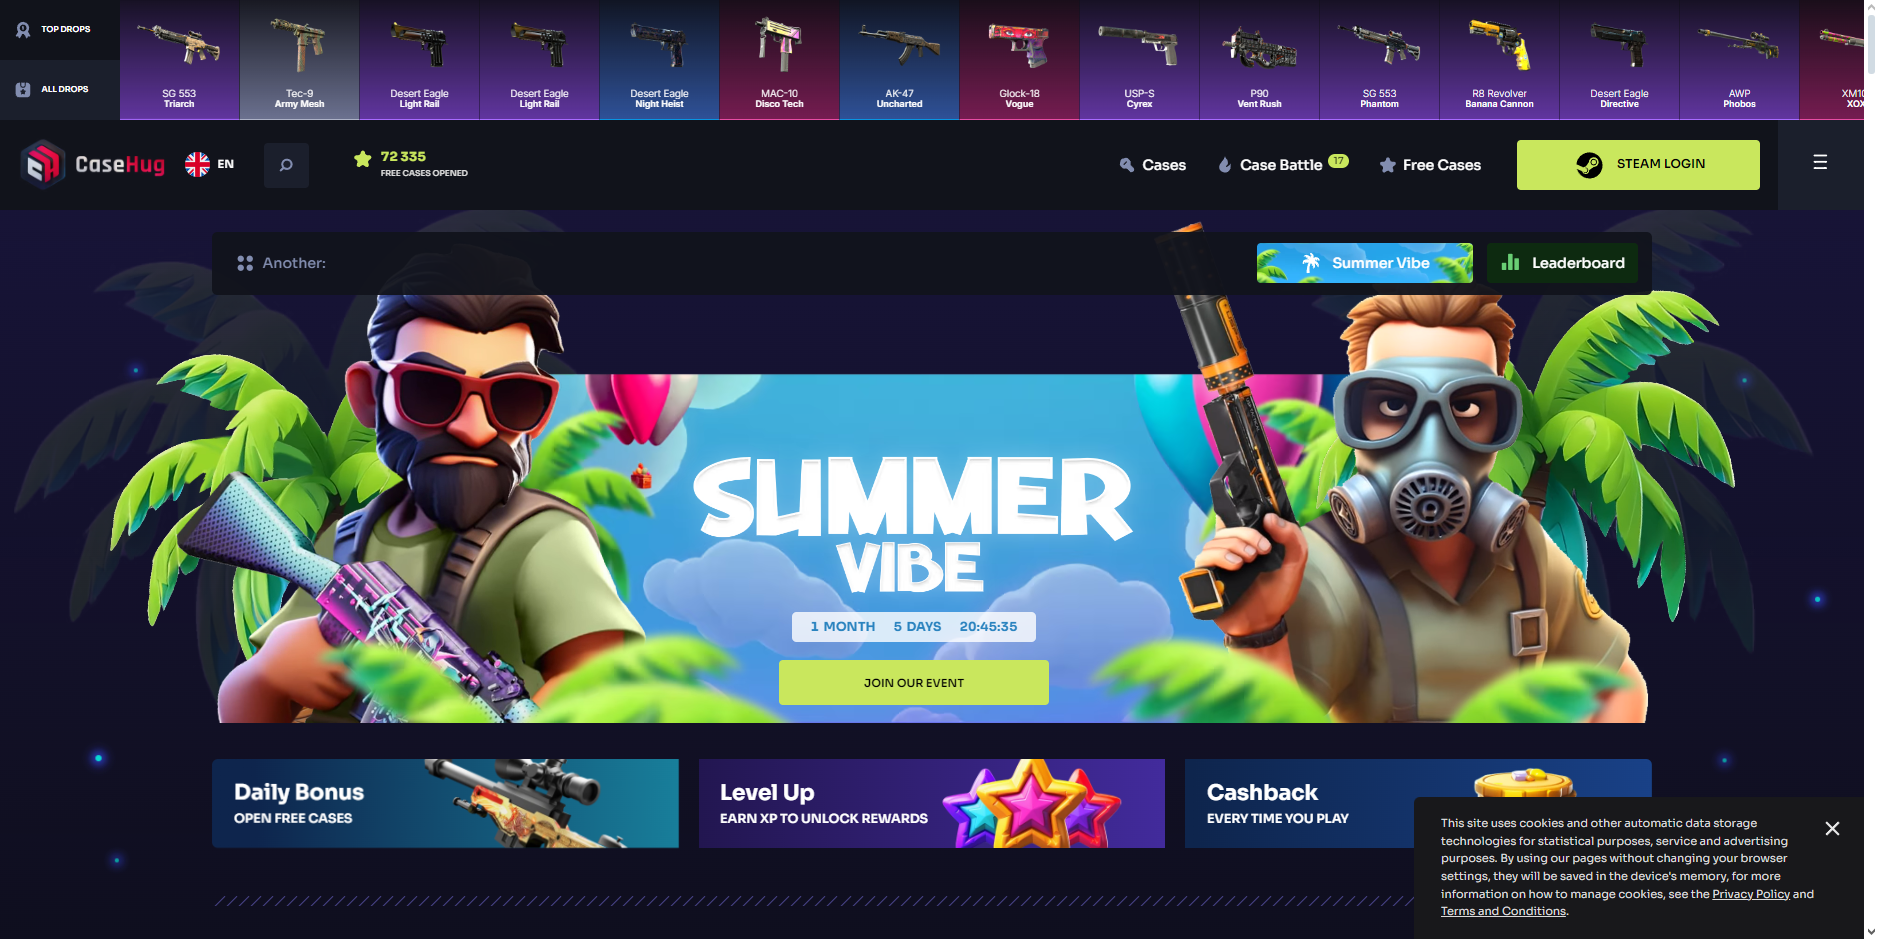 TOP DROPS
ALL DROPS
SG 553
Triarch
Tec-9
Army Mesh
Desert Eagle
Light Rail
Desert Eagle
Light Rail
Desert Eagle
Night Heist
MAC-10
Disco Tech
AK-47
Uncharted
Glock-18
Vogue
USP-S
Cyrex
P90
Vent Rush
SG 553
Phantom
R8 Revolver
Banana Cannon
Desert Eagle
Directive
AWP
Phobos
XM10
XOX
CaseHug
EN
72 335
FREE CASES OPENED
Cases
Case Battle 17
Free Cases
STEAM LOGIN
Another:
Summer Vibe
Leaderboard
SUMMER
VIBE
1 MONTH 5 DAYS 20:45:35
JOIN OUR EVENT
Daily Bonus
OPEN FREE CASES
Level Up
EARN XP TO UNLOCK REWARDS
Cashback
EVERY TIME YOU PLAY
This site uses cookies and other automatic data storage
technologies for statistical purposes, service and advertising
purposes. By using our pages without changing your browser
settings, they will be saved in the device's memory, for more
information on how to manage cookies, see the Privacy Policy and
Terms and Conditions.